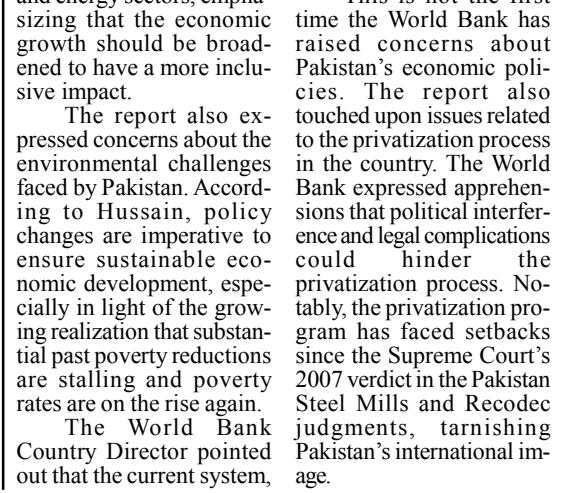 and energy sectors, empha-
sizing that the economic
growth should be broad-
ened to have a more inclu-
sive impact.
The report also ex-
pressed concerns about the
environmental challenges
faced by Pakistan. Accord-
ing to Hussain, policy
changes are imperative to
ensure sustainable eco-
nomic development, espe-
cially in light of the grow-
ing realization that substan-
tial past poverty reductions
are stalling and poverty
rates are on the rise again.
The World Bank
Country Director pointed
out that the current system,
This is not the first
time the World Bank has
raised concerns about
Pakistan's economic poli-
cies. The report also
touched upon issues related
to the privatization process
in the country. The World
Bank expressed apprehen-
sions that political interfer-
ence and legal complications
could hinder the
privatization process. No-
tably, the privatization pro-
gram has faced setbacks
since the Supreme Court's
2007 verdict in the Pakistan
Steel Mills and Recodec
judgments, tarnishing
Pakistan's international im-
age.